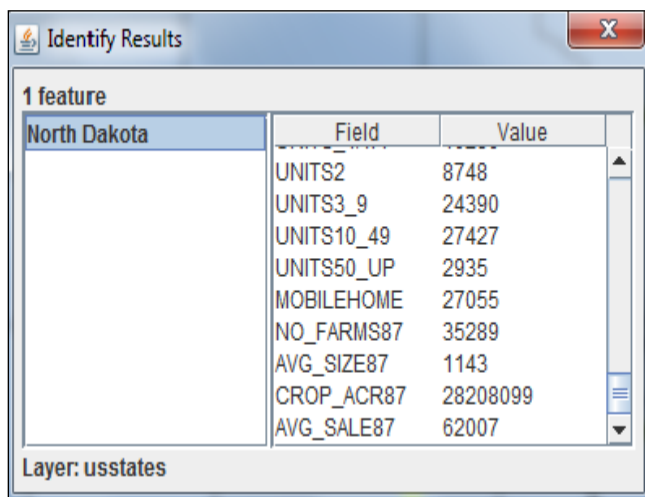 Identify Results
1 feature
North Dakota
Field Value
UNITS2 8748
UNITS3_9 24390
UNITS10_49 27427
UNITS50_UP 2935
MOBILEHOME 27055
NO_FARMS87 35289
AVG_SIZE87 1143
CROP_ACR87 28208099
AVG_SALE87 62007
Layer: usstates